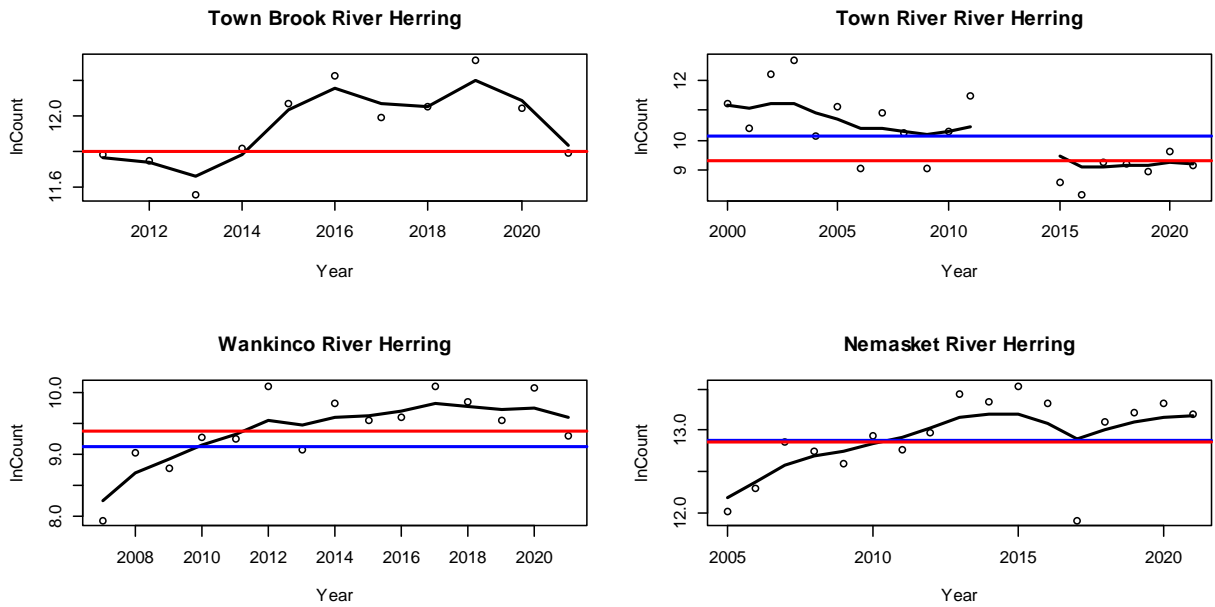 Town Brook River Herring
lnCount
12.0
11.6
2012 2014 2016 2018 2020
Year
Town River River Herring
lnCount
12
10
9
2000 2005 2010 2015 2020
Year
Wankinco River Herring
lnCount
10.0
9.0
8.0
2008 2010 2012 2014 2016 2018 2020
Year
Nemasket River Herring
lnCount
13.0
12.0
2005 2010 2015 2020
Year